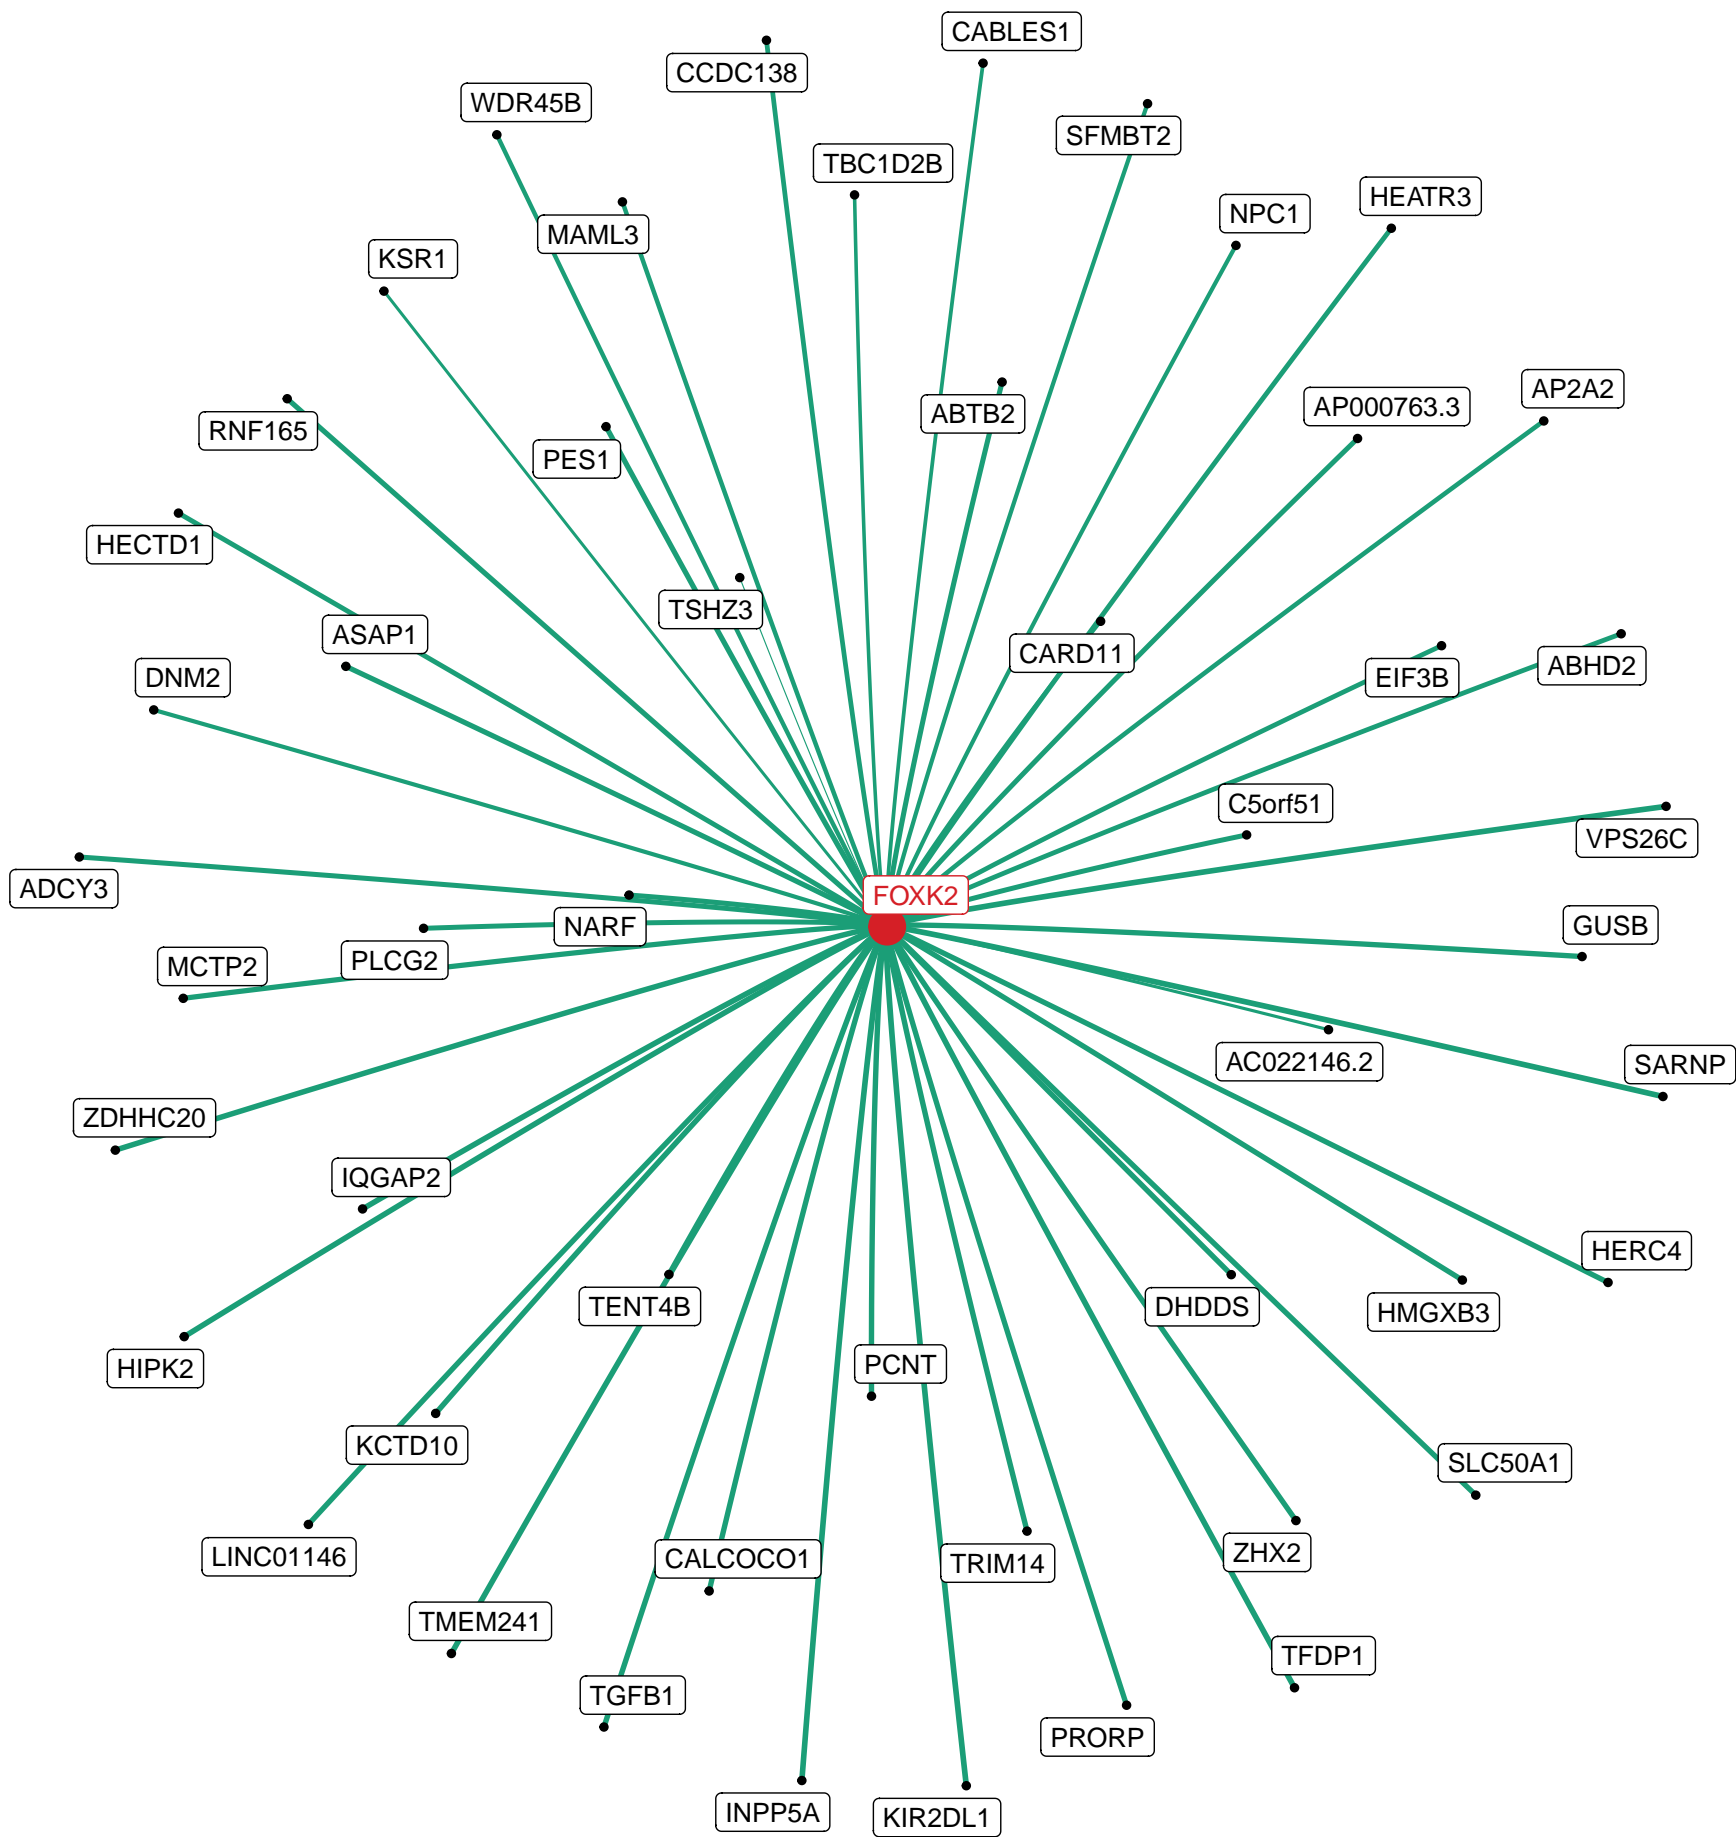 CABLES1
CCDC138
WDR45B
SFMBT2
TBC1D2B
HEATR3
NPC1
MAML3
KSR1
AP2A2
AP000763.3
ABTB2
RNF165
PES1
HECTD1
TSHZ3
ASAP1
CARD11
ABHD2
EIF3B
DNM2
C5orf51
VPS26C
ADCY3
FOXK2
NARF
GUSB
PLCG2
MCTP2
AC022146.2
SARNP
ZDHHC20
IQGAP2
HERC4
TENT4B
DHDDS
HMGXB3
PCNT
HIPK2
KCTD10
SLC50A1
ZHX2
LINC01146
CALCOCO1
TRIM14
TMEM241
TFDP1
TGFB1
PRORP
INPP5A
KIR2DL1